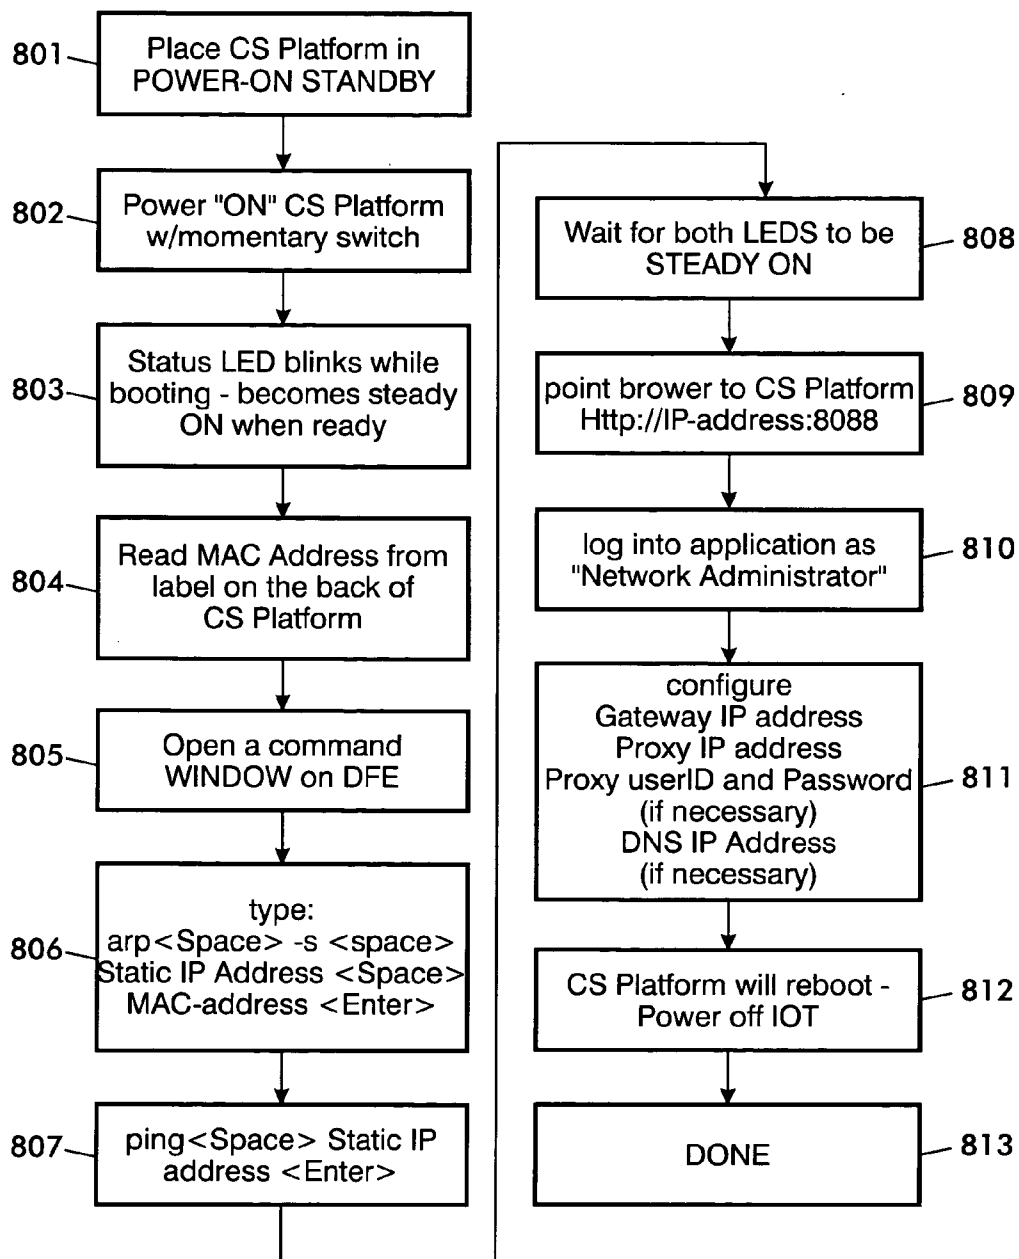 801
Place CS Platform in
POWER-ON STANDBY
802
Power "ON" CS Platform
w/momentary switch
803
Status LED blinks while
booting - becomes steady
ON when ready
804
Read MAC Address from
label on the back of
CS Platform
805
Open a command
WINDOW on DFE
806
type:
arp<Space> -s <space>
Static IP Address <Space>
MAC-address <Enter>
807
ping<Space> Static IP
address <Enter>
Wait for both LEDS to be
STEADY ON
808
point brower to CS Platform
Http://IP-address:8088
809
log into application as
"Network Administrator"
810
configure
Gateway IP address
Proxy IP address
Proxy userID and Password
(if necessary)
DNS IP Address
(if necessary)
811
CS Platform will reboot -
Power off IOT
812
DONE
813